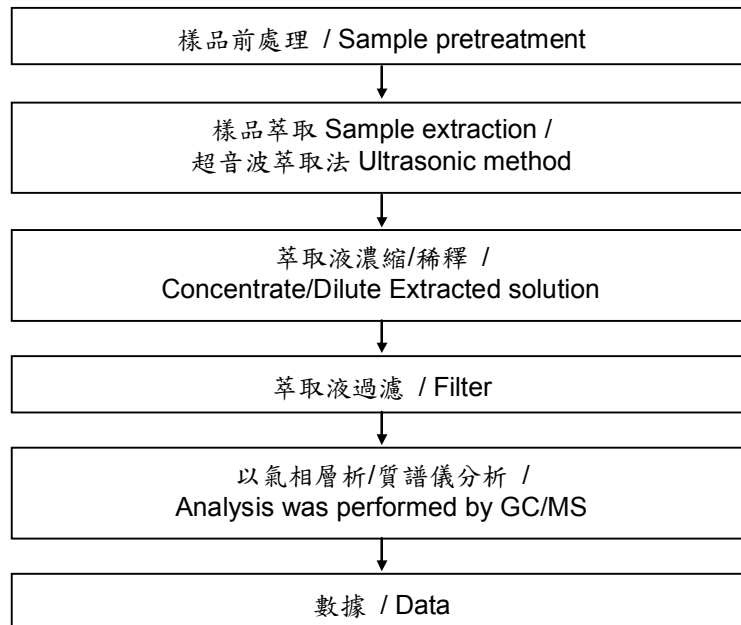 樣品前處理 / Sample pretreatment
樣品萃取 Sample extraction /
超音波萃取法 Ultrasonic method
萃取液濃縮/稀釋 /
Concentrate/Dilute Extracted solution
萃取液過濾 / Filter
以氣相層析/質譜儀分析 /
Analysis was performed by GC/MS
數據 / Data